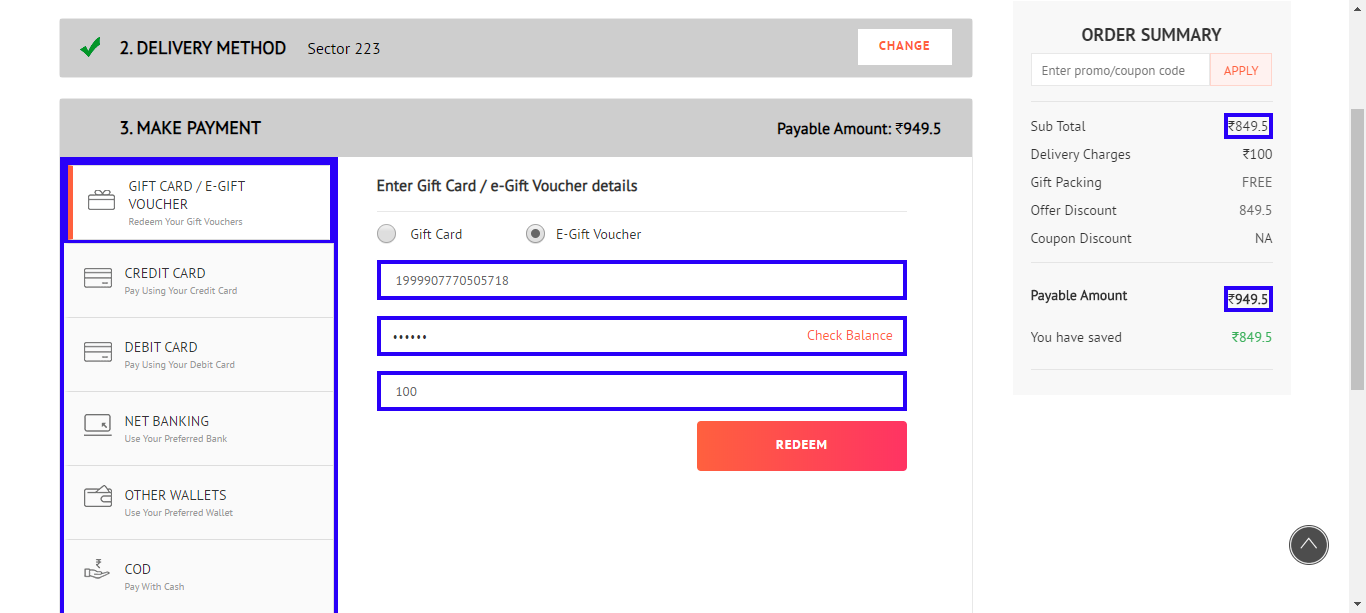 2. DELIVERY METHOD Sector 223 CHANGE
3. MAKE PAYMENT Payable Amount: ₹949.5
GIFT CARD / E-GIFT
VOUCHER
Redeem Your Gift Vouchers
CREDIT CARD
Pay Using Your Credit Card
DEBIT CARD
Pay Using Your Debit Card
NET BANKING
Use Your Preferred Bank
OTHER WALLETS
Use Your Preferred Wallet
COD
Pay With Cash
Enter Gift Card / e-Gift Voucher details
Gift Card E-Gift Voucher
1999907770505718
•••••• Check Balance
100
REDEEM
ORDER SUMMARY
Enter promo/coupon code APPLY
Sub Total ₹849.5
Delivery Charges ₹100
Gift Packing FREE
Offer Discount 849.5
Coupon Discount NA
Payable Amount ₹949.5
You have saved ₹849.5